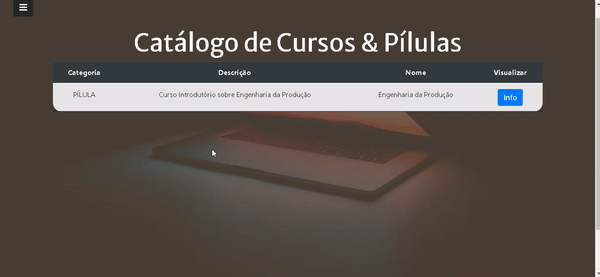 Catálogo de Cursos & Pílulas
Categoria Descrição Nome Visualizar
PÍLULA Curso Introdutório sobre Engenharia da Produção Engenharia da Produção Info